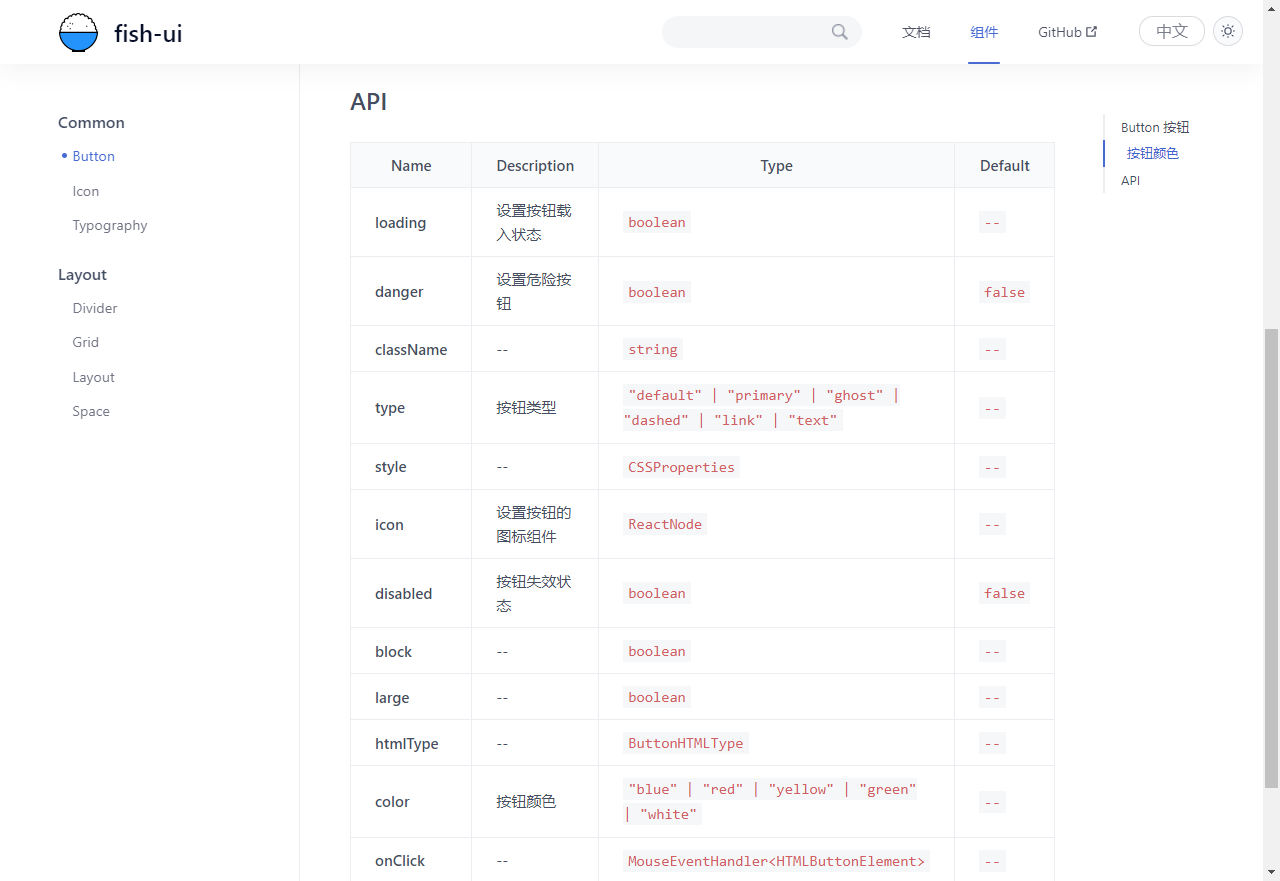 fish-ui
文档
组件
GitHub
中文
Common
Button
Icon
Typography
Layout
Divider
Grid
Layout
Space
API
Name Description Type Default
loading 设置按钮载入状态 boolean --
danger 设置危险按钮 boolean false
className -- string --
type 按钮类型 "default" | "primary" | "ghost" | "dashed" | "link" | "text" --
style -- CSSProperties --
icon 设置按钮的图标组件 ReactNode --
disabled 按钮失效状态 boolean false
block -- boolean --
large -- boolean --
htmlType -- ButtonHTMLType --
color 按钮颜色 "blue" | "red" | "yellow" | "green" | "white" --
onClick -- MouseEventHandler<HTMLButtonElement> --
Button 按钮
按钮颜色
API